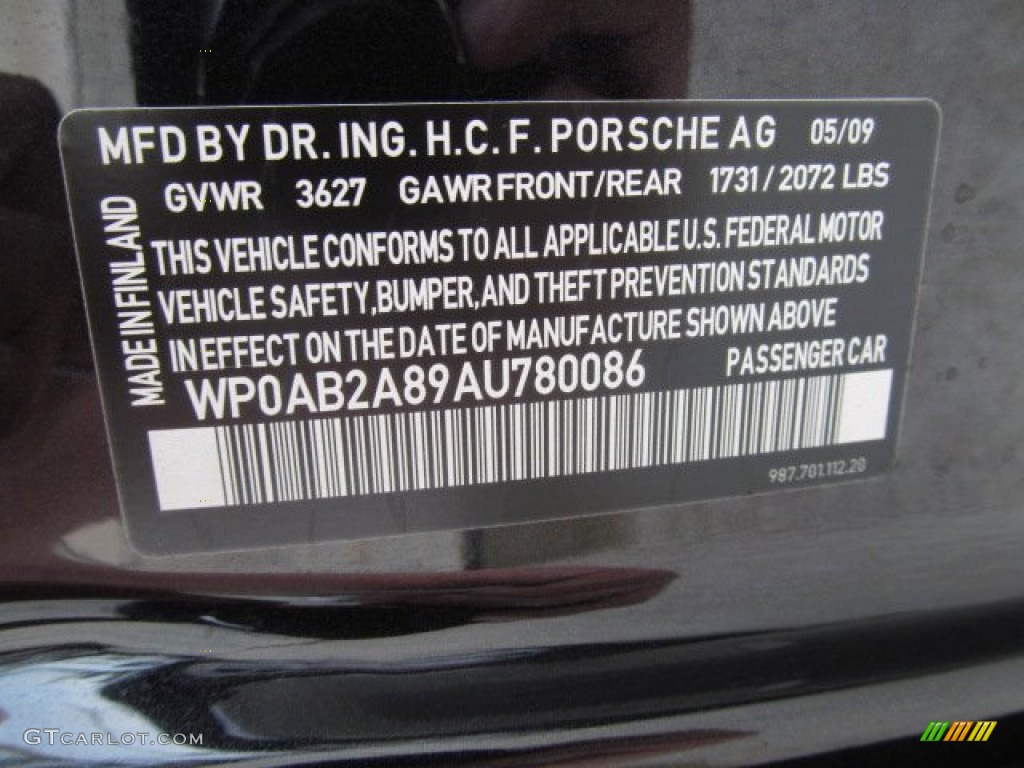 MFD BY DR. ING. H.C. F. PORSCHE AG 05/09
GVWR 3627 GAWR FRONT/REAR 1731/2072 LBS
MADE IN FINLAND
THIS VEHICLE CONFORMS TO ALL APPLICABLE U.S. FEDERAL MOTOR
VEHICLE SAFETY, BUMPER, AND THEFT PREVENTION STANDARDS
IN EFFECT ON THE DATE OF MANUFACTURE SHOWN ABOVE
WP0AB2A89AU780086 PASSENGER CAR
987.701.112.20
GTCARLOT.COM